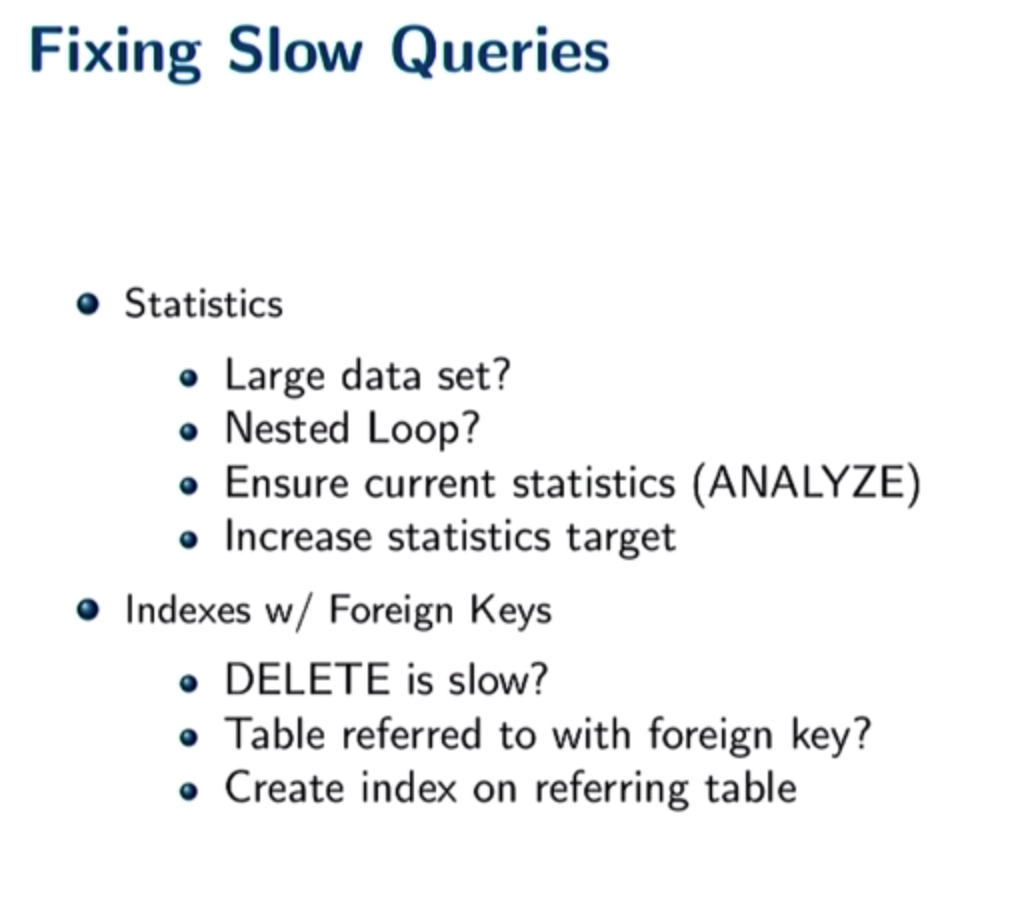 Fixing Slow Queries
Statistics
Large data set?
Nested Loop?
Ensure current statistics (ANALYZE)
Increase statistics target
Indexes w/ Foreign Keys
DELETE is slow?
Table referred to with foreign key?
Create index on referring table